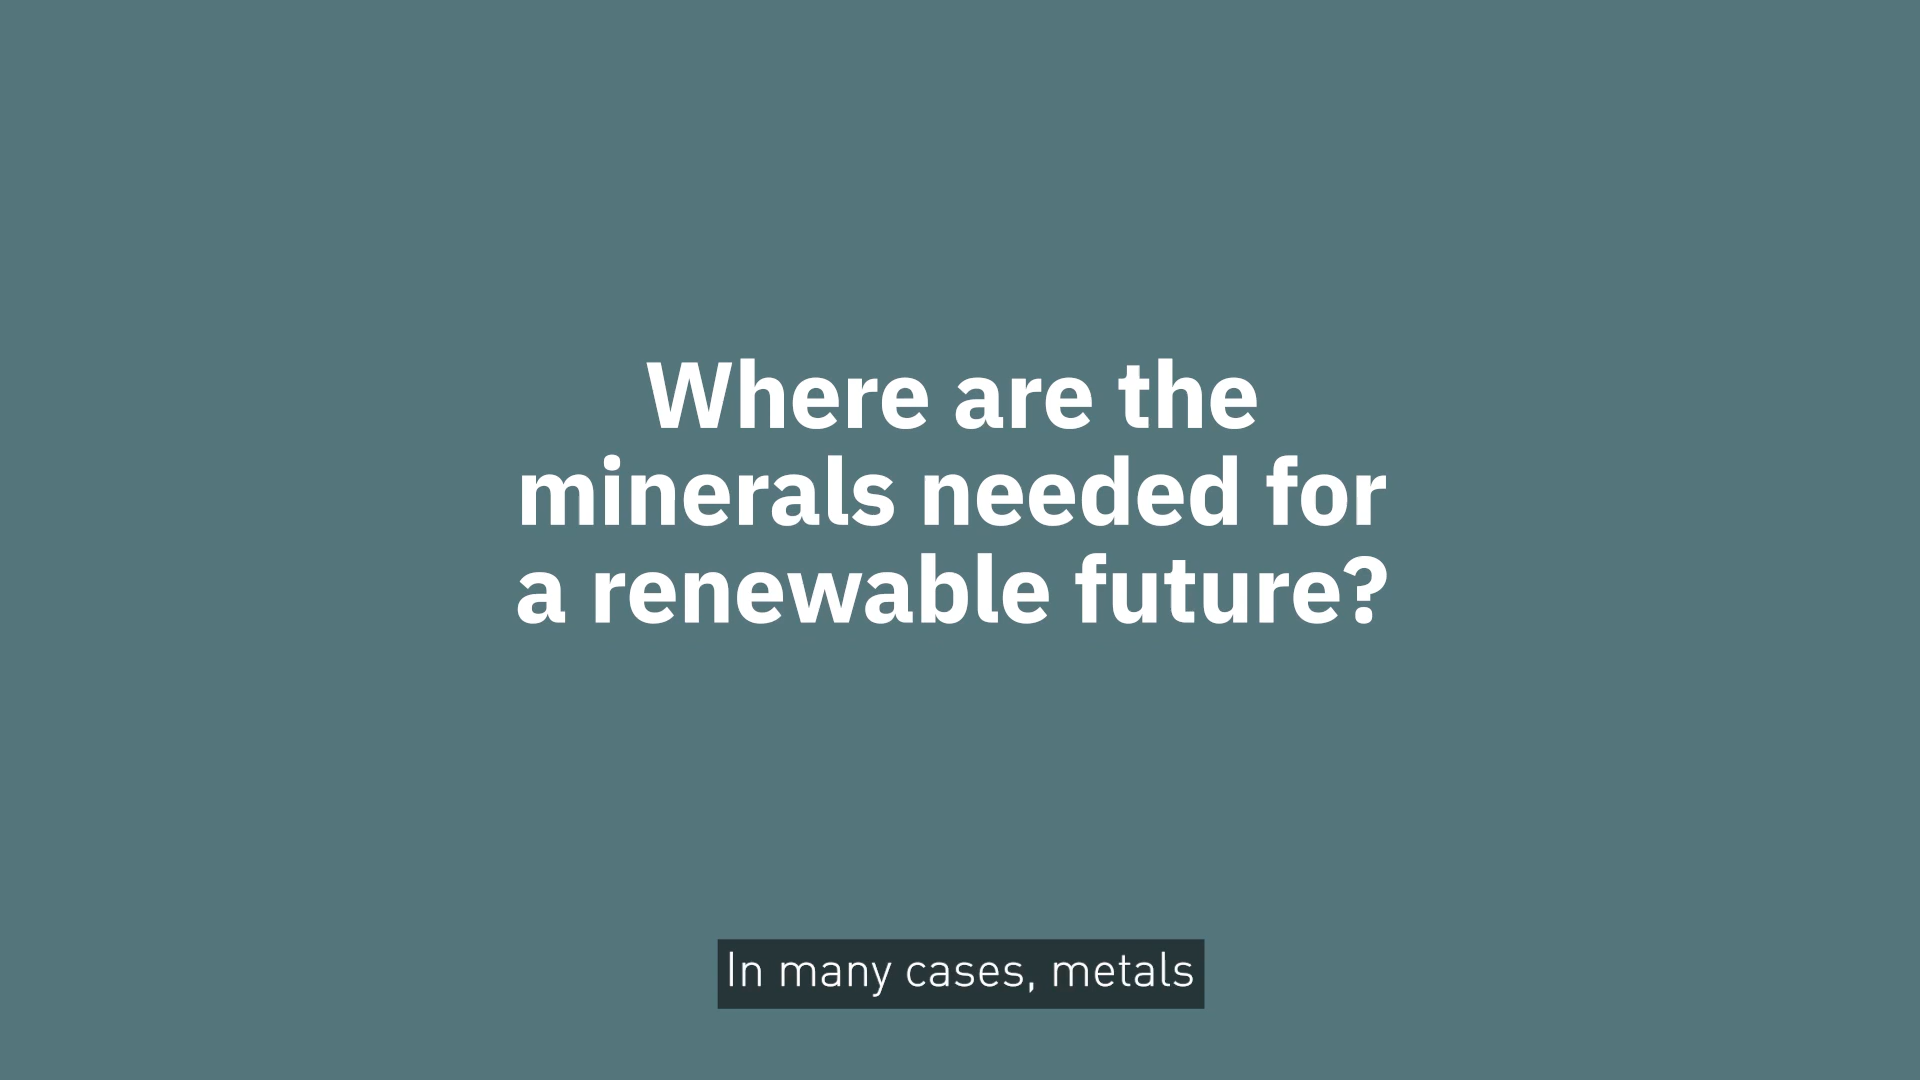 Where are the
minerals needed for
a renewable future?
In many cases, metals